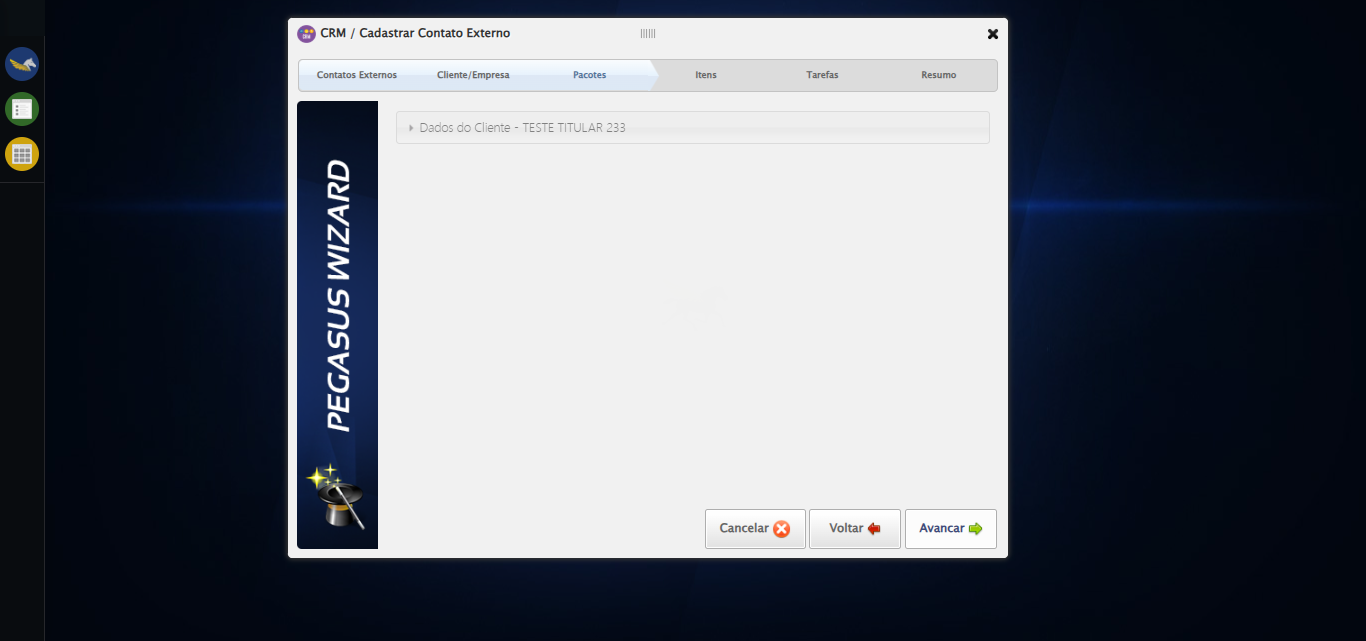 CRM / Cadastrar Contato Externo
Contatos Externos
Cliente/Empresa
Pacotes
Itens
Tarefas
Resumo
Dados do Cliente - TESTE TITULAR 233
PEGASUS WIZARD
Cancelar
Voltar
Avancar